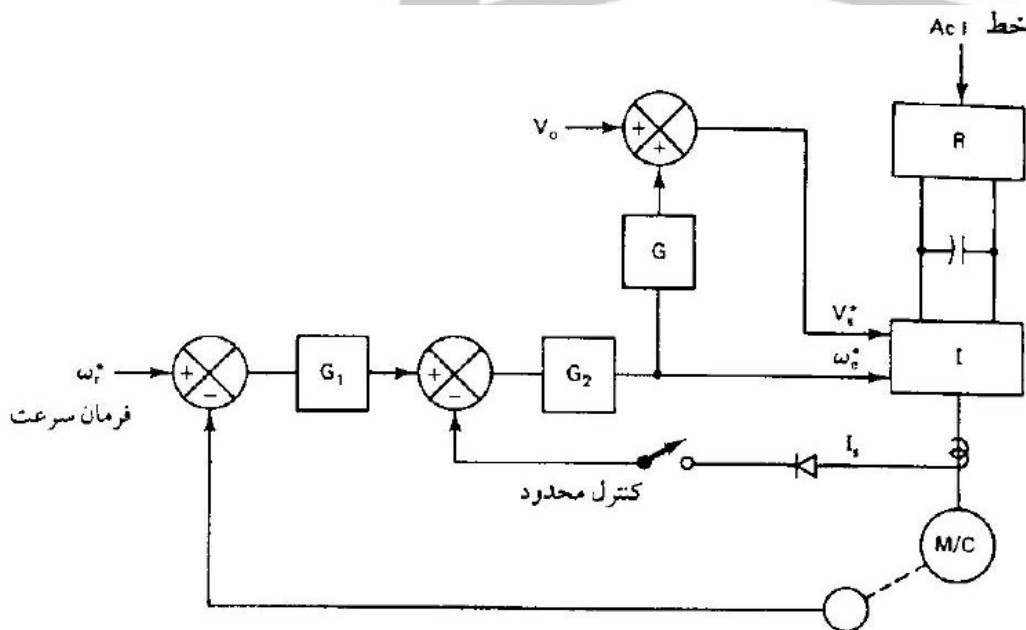 Ac خط
R
V₀
G
V*ₛ
ω*ₑ
I
ω*ᵣ
G₁
G₂
فرمان سرعت
Iₛ
کنترل محدود
M/C